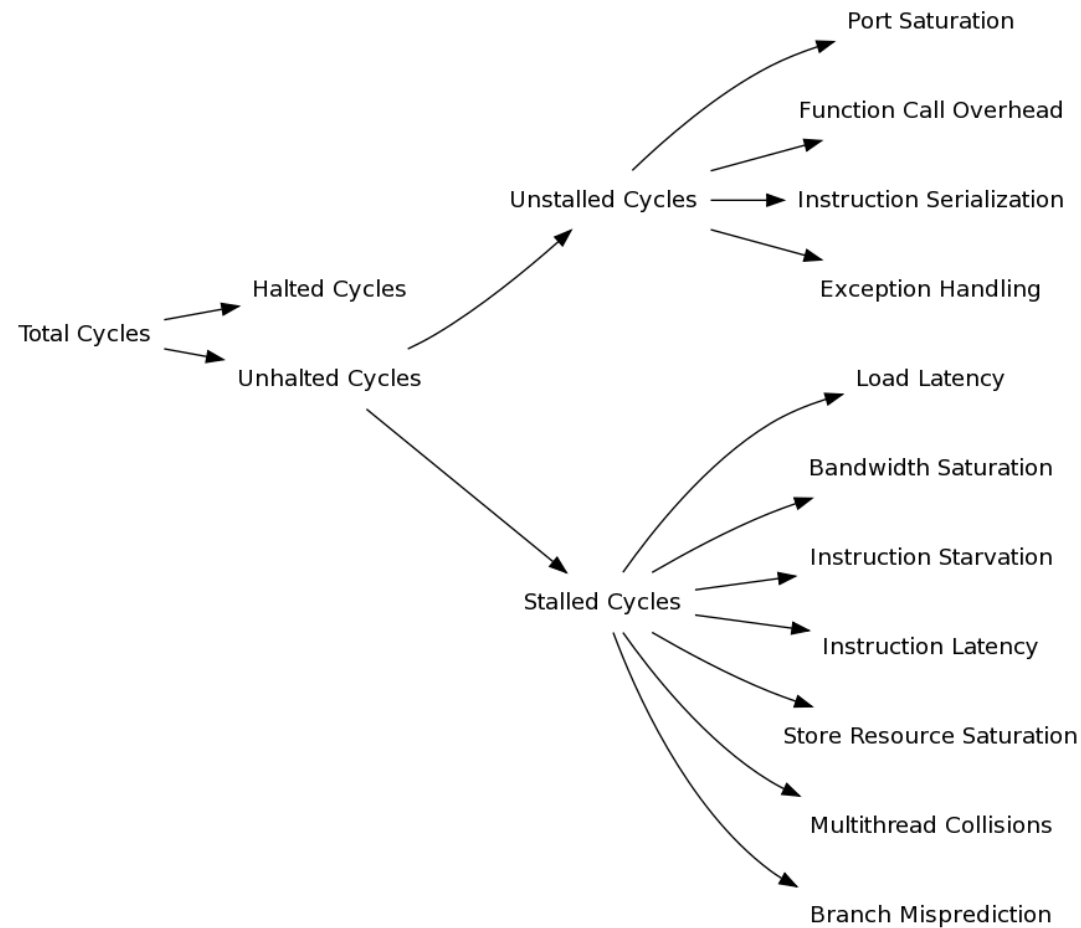 Port Saturation
Function Call Overhead
Unstalled Cycles
Instruction Serialization
Halted Cycles
Exception Handling
Total Cycles
Unhalted Cycles
Load Latency
Bandwidth Saturation
Instruction Starvation
Stalled Cycles
Instruction Latency
Store Resource Saturation
Multithread Collisions
Branch Misprediction